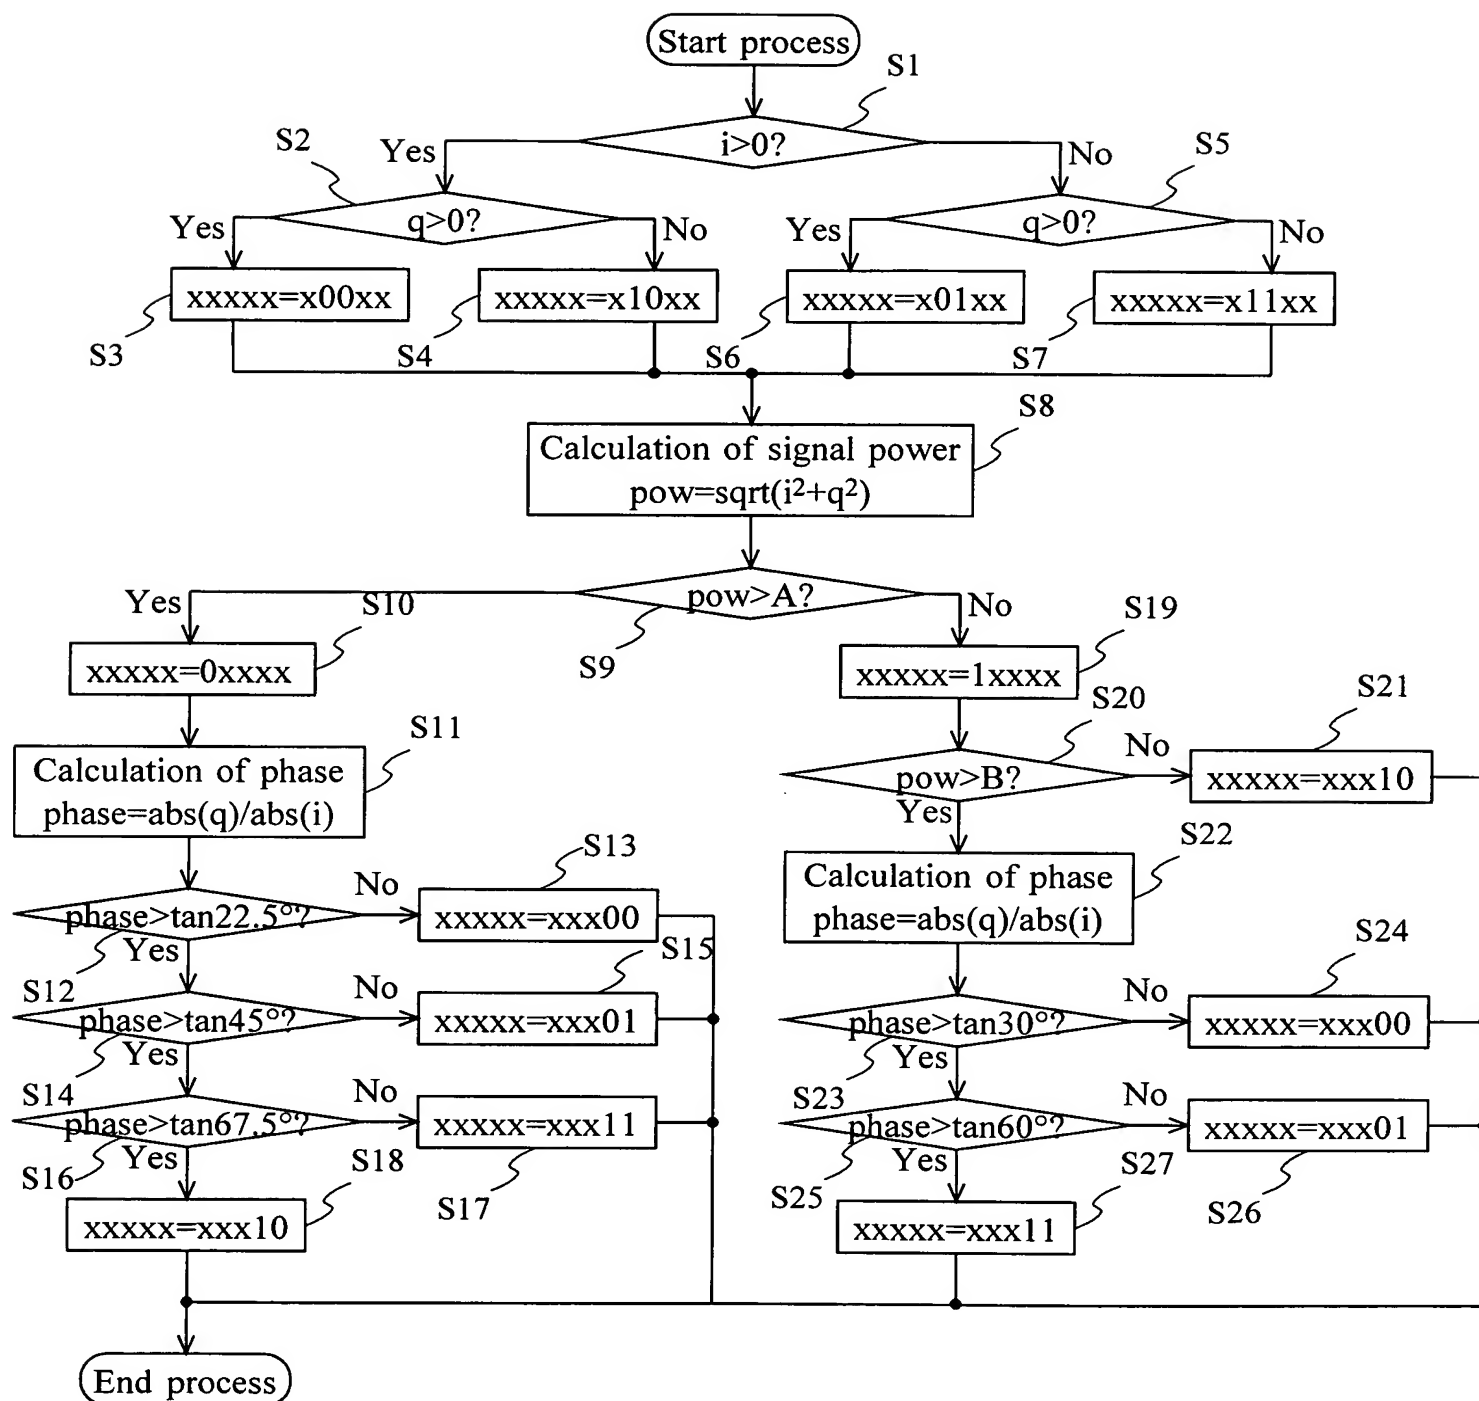 Start process
S1
i>0?
S2
Yes
No
S5
q>0?
q>0?
Yes
No
Yes
No
xxxxx=x00xx
xxxxx=x10xx
xxxxx=x01xx
xxxxx=x11xx
S3
S4
S6
S7
S8
Calculation of signal power
pow=sqrt(i²+q²)
pow>A?
Yes
No
S10
S9
S19
xxxxx=0xxxx
xxxxx=1xxxx
S20
S21
S11
No
pow>B?
xxxxx=xxx10
Calculation of phase
phase=abs(q)/abs(i)
Yes
S22
S13
Calculation of phase
phase=abs(q)/abs(i)
No
phase>tan22.5°?
xxxxx=xxx00
Yes
S15
S24
S12
No
No
phase>tan45°?
xxxxx=xxx01
phase>tan30°?
xxxxx=xxx00
Yes
Yes
S14
No
S23
No
phase>tan67.5°?
xxxxx=xxx11
phase>tan60°?
xxxxx=xxx01
Yes
S18
Yes
S27
S16
S17
S25
S26
xxxxx=xxx10
xxxxx=xxx11
End process